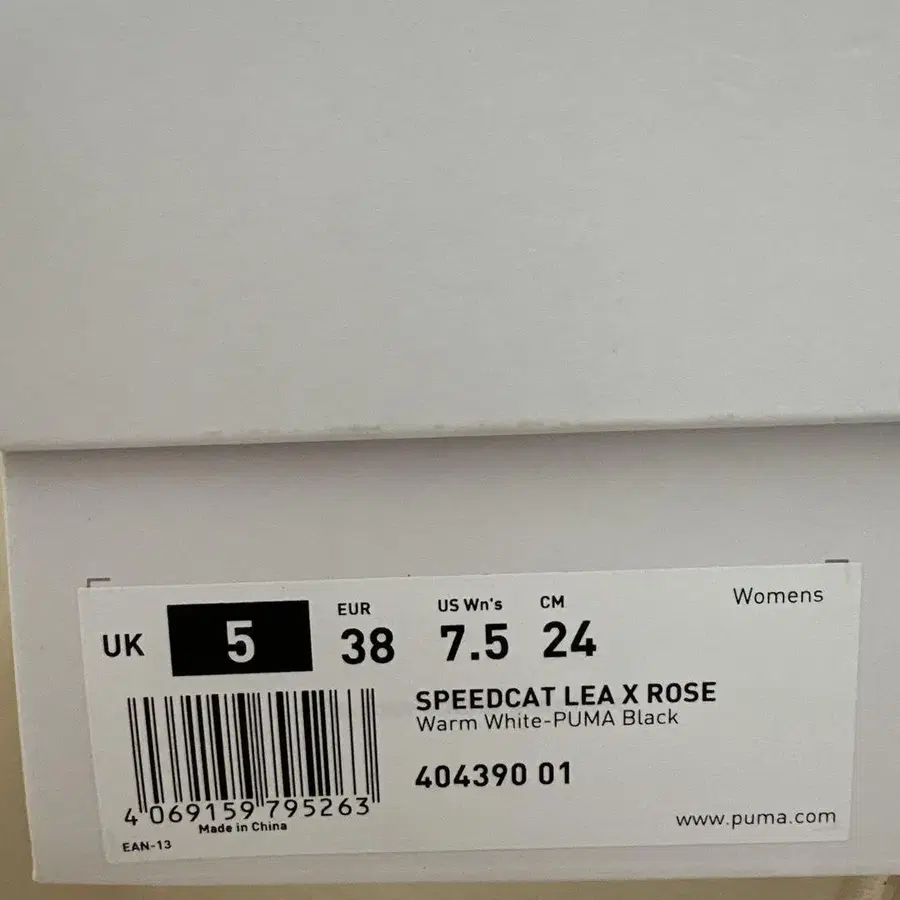 Womens
UK 5 EUR 38 US Wn's 7.5 CM 24
SPEEDCAT LEA X ROSE
Warm White-PUMA Black
404390 01
4 069159 795263
Made in China
EAN-13
www.puma.com